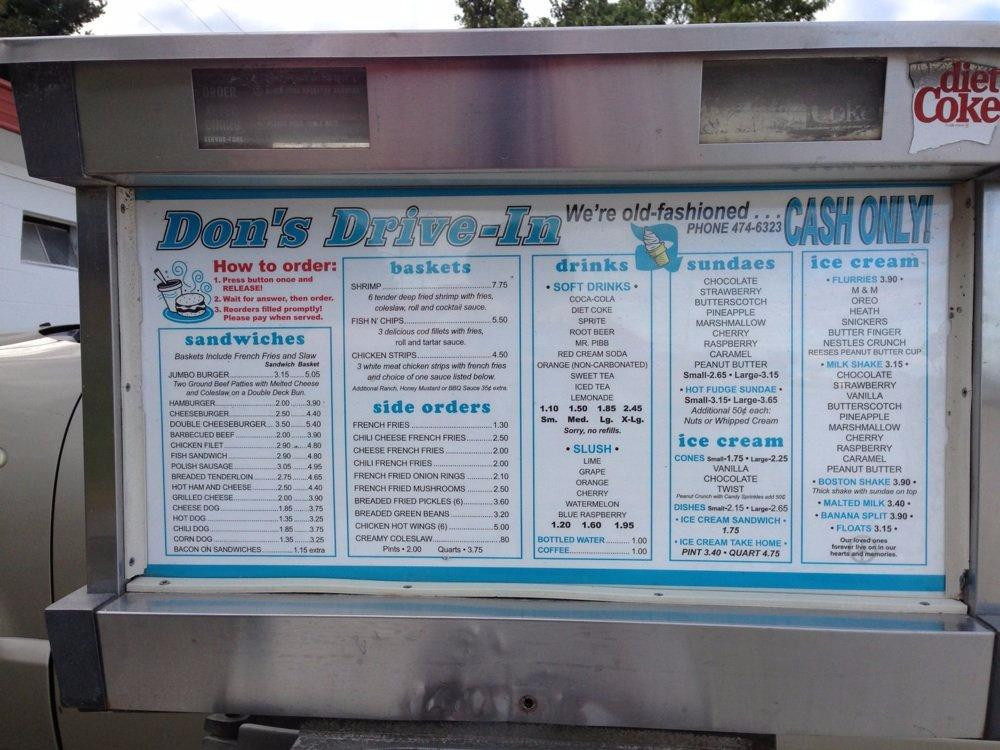 ORDER
DRINKS
diet
Coke
Don's Drive-In
We're old-fashioned . . . CASH ONLY!
PHONE 474-6323
How to order:
1. Press button once and
RELEASE!
2. Wait for answer, then order.
3. Reorders filled promptly!
Please pay when served.
sandwiches
Baskets Include French Fries and Slaw
Sandwich Basket
JUMBO BURGER 3.15 5.05
Two Ground Beef Patties with Melted Cheese
and Coleslaw, on a Double Deck Bun.
HAMBURGER 2.00 3.90
CHEESEBURGER 2.50 4.40
DOUBLE CHEESEBURGER 3.50 5.40
BARBECUED BEEF 2.00 3.90
CHICKEN FILET 2.90 4.80
FISH SANDWICH 2.90 4.80
POLISH SAUSAGE 3.05 4.95
BREADED TENDERLOIN 2.75 4.65
HOT HAM AND CHEESE 2.50 4.40
GRILLED CHEESE 2.00 3.90
CHEESE DOG 1.85 3.75
HOT DOG 1.35 3.25
CHILI DOG 1.85 3.75
CORN DOG 1.35 3.25
BACON ON SANDWICHES 1.15 extra
baskets
SHRIMP 7.75
6 tender deep fried shrimp with fries,
coleslaw, roll and cocktail sauce.
FISH N' CHIPS 5.50
3 delicious cod fillets with fries,
roll and tartar sauce.
CHICKEN STRIPS 4.50
3 white meat chicken strips with french fries
and choice of one sauce listed below.
Additional Ranch, Honey Mustard or BBQ Sauce 35¢ extra.
side orders
FRENCH FRIES 1.30
CHILI CHEESE FRENCH FRIES 2.50
CHEESE FRENCH FRIES 2.00
CHILI FRENCH FRIES 2.00
FRENCH FRIED ONION RINGS 2.10
FRENCH FRIED MUSHROOMS 2.50
BREADED FRIED PICKLES (6) 3.60
BREADED GREEN BEANS 3.20
CHICKEN HOT WINGS (6) 5.00
CREAMY COLESLAW .80
Pints • 2.00 Quarts • 3.75
drinks
• SOFT DRINKS •
COCA-COLA
DIET COKE
SPRITE
ROOT BEER
MR. PIBB
RED CREAM SODA
ORANGE (NON-CARBONATED)
SWEET TEA
ICED TEA
LEMONADE
1.10 1.50 1.85 2.45
Sm. Med. Lg. X-Lg.
Sorry, no refills.
• SLUSH •
LIME
GRAPE
ORANGE
CHERRY
WATERMELON
BLUE RASPBERRY
1.20 1.60 1.95
BOTTLED WATER 1.00
COFFEE 1.00
sundaes
CHOCOLATE
STRAWBERRY
BUTTERSCOTCH
PINEAPPLE
MARSHMALLOW
CHERRY
RASPBERRY
CARAMEL
PEANUT BUTTER
Small-2.65 • Large-3.15
• HOT FUDGE SUNDAE •
Small-3.15• Large-3.65
Additional 50¢ each:
Nuts or Whipped Cream
ice cream
CONES Small-1.75 • Large-2.25
VANILLA
CHOCOLATE
TWIST
Peanut Crunch with Candy Sprinkles add 50¢
DISHES Small-2.15 • Large-2.65
• ICE CREAM SANDWICH •
1.75
• ICE CREAM TAKE HOME •
PINT 3.40 • QUART 4.75
ice cream
• FLURRIES 3.90 •
M & M
OREO
HEATH
SNICKERS
BUTTER FINGER
NESTLES CRUNCH
REESES PEANUT BUTTER CUP
• MILK SHAKE 3.15 •
CHOCOLATE
STRAWBERRY
VANILLA
BUTTERSCOTCH
PINEAPPLE
MARSHMALLOW
CHERRY
RASPBERRY
CARAMEL
PEANUT BUTTER
• BOSTON SHAKE 3.90 •
Thick shake with sundae on top
• MALTED MILK 3.40 •
• BANANA SPLIT 3.90 •
• FLOATS 3.15 •
Our loved ones
forever live on in our
hearts and memories.